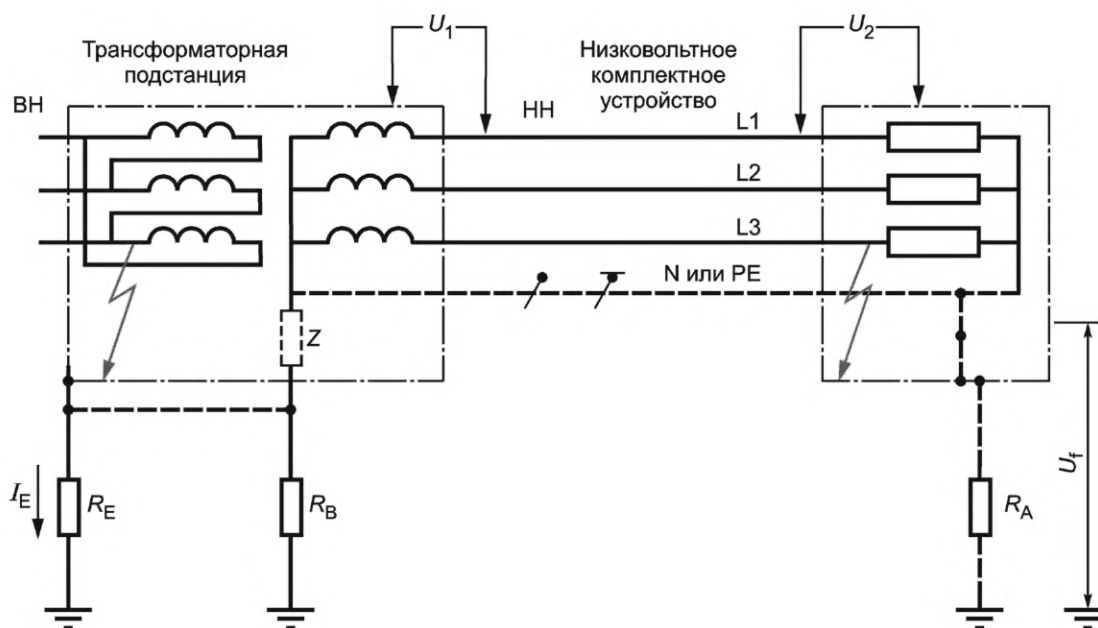 U1
U2
Трансформаторная
подстанция
Низковольтное
комплектное
устройство
ВН
НН
L1
L2
L3
N или PE
Z
IE
RE
RB
RA
Uf